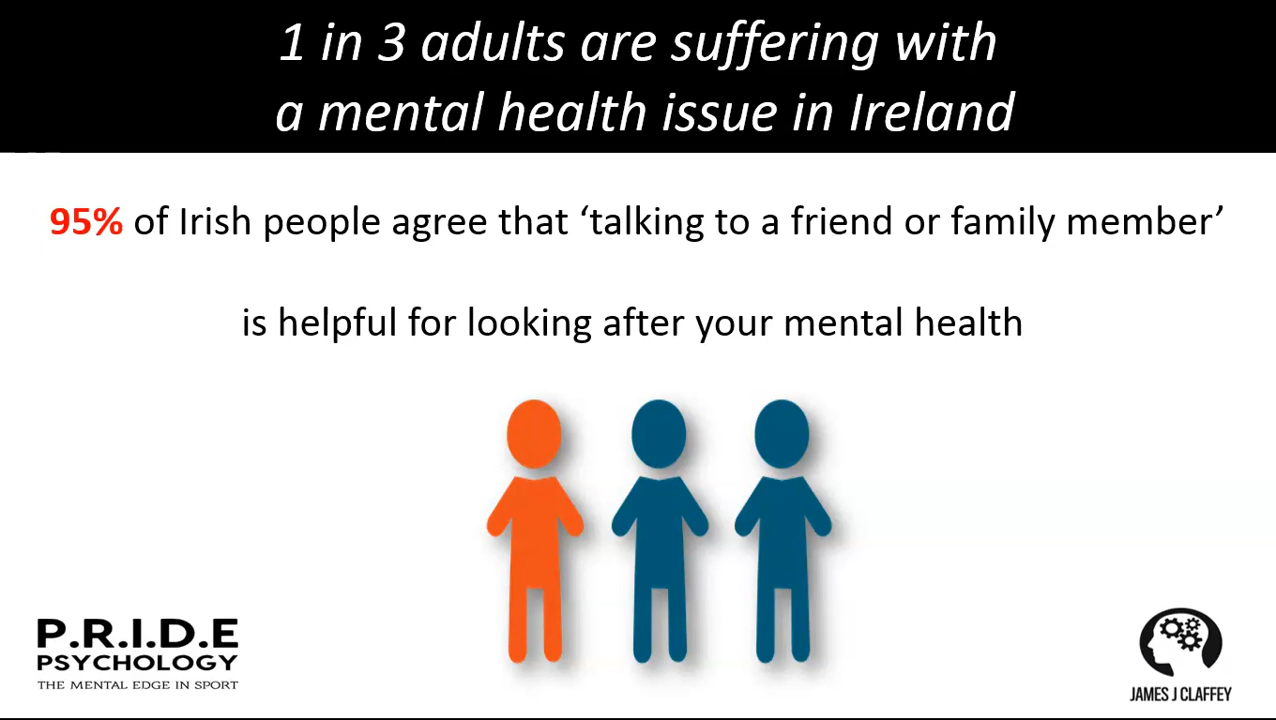 1 in 3 adults are suffering with
a mental health issue in Ireland
95% of Irish people agree that ‘talking to a friend or family member’
is helpful for looking after your mental health
P.R.I.D.E
PSYCHOLOGY
THE MENTAL EDGE IN SPORT
JAMES J CLAFFEY